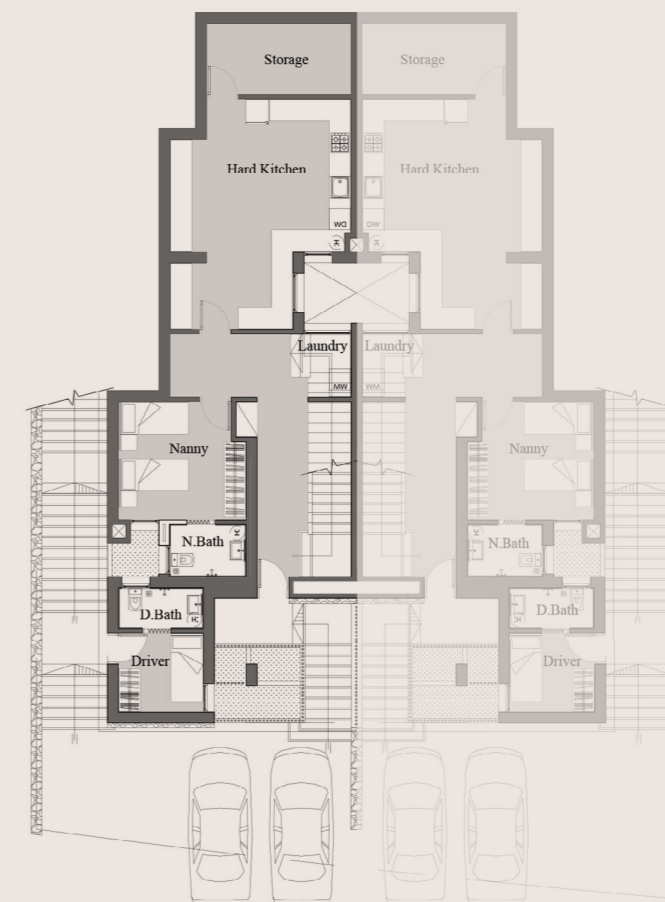 Storage Storage
Hard Kitchen Hard Kitchen
DW DW
Laundry Laundry
MW WM
Nanny Nanny
N.Bath N.Bath
D.Bath D.Bath
Driver Driver